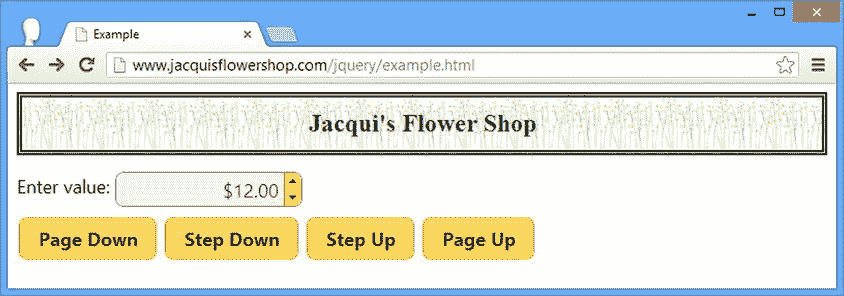 Example
www.jacquisflowershop.com/jquery/example.html
Jacqui's Flower Shop
Enter value: $12.00
Page Down Step Down Step Up Page Up